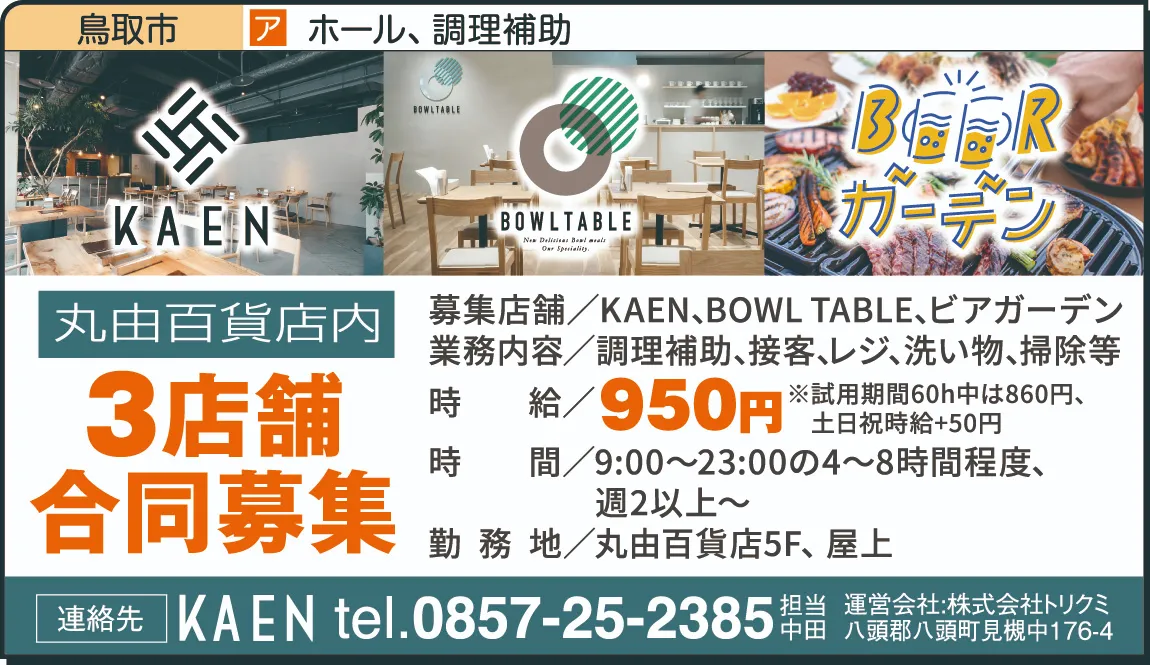 鳥取市
ア
ホール、調理補助
KAEN
BOWLTABLE
BOWLTABLE
New Delicious Bowl meals
Our Speciality.
BEER
ガーデン
丸由百貨店内
3店舗
合同募集
募集店舗／KAEN、BOWL TABLE、ビアガーデン
業務内容／調理補助、接客、レジ、洗い物、掃除等
時給／950円 ※試用期間60h中は860円、
土日祝時給+50円
時間／9:00〜23:00の4〜8時間程度、
週2以上〜
勤務地／丸由百貨店5F、屋上
連絡先 KAEN tel.0857-25-2385 担当
中田
運営会社:株式会社トリクミ
八頭郡八頭町見槻中176-4